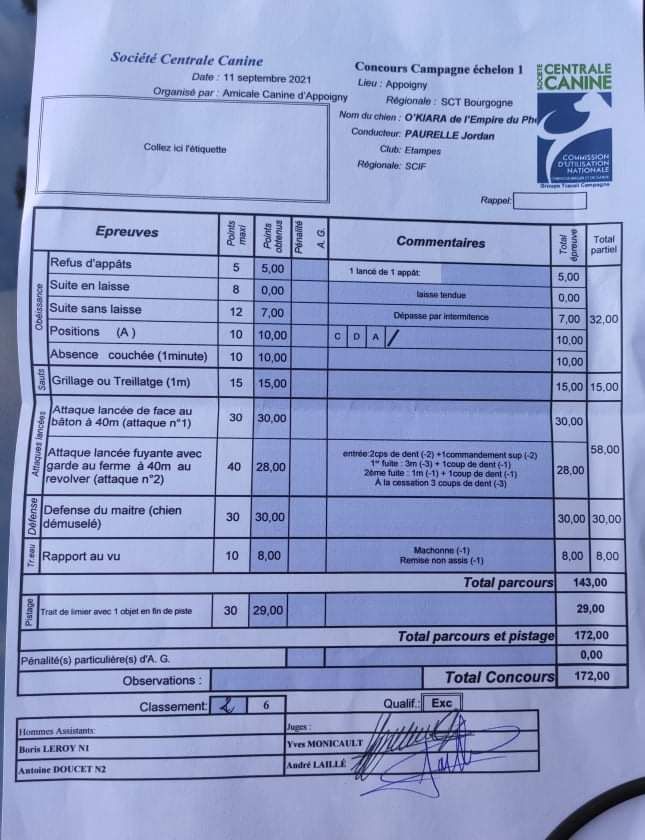 Société Centrale Canine
Date : 11 septembre 2021
Organisé par : Amicale Canine d'Appoigny
Collez ici l'étiquette
Concours Campagne échelon 1
Lieu : Appoigny
Régionale : SCT Bourgogne
Nom du chien : O'KIARA de l'Empire du Phé
Conducteur: PAURELLE Jordan
Club: Etampes
Régionale: SCIF
Rappel:
SOCIÉTÉ CENTRALE CANINE
COMMISSION D'UTILISATION NATIONALE
Groupe Travail Campagne
Epreuves Points maxi Points obtenus Pénalité A. G. Commentaires Total épreuve Total partiel
Obéissance
Refus d'appâts 5 5,00 1 lancé de 1 appât: 5,00
Suite en laisse 8 0,00 laisse tendue 0,00
Suite sans laisse 12 7,00 Dépasse par intermitence 7,00 32,00
Positions (A ) 10 10,00 C D A / 10,00
Absence couchée (1minute) 10 10,00 10,00
Sauts
Grillage ou Treillatge (1m) 15 15,00 15,00 15,00
Attaques lancées
Attaque lancée de face au
bâton à 40m (attaque n°1) 30 30,00 30,00
58,00
Attaque lancée fuyante avec
garde au ferme à 40m au
revolver (attaque n°2) 40 28,00 28,00
entrée:2cps de dent (-2) +1commandement sup (-2)
1er fuite : 3m (-3) + 1coup de dent (-1)
2ème fuite : 1m (-1) + 1coup de dent (-1)
À la cessation 3 coups de dent (-3)
Défense
Defense du maitre (chien
démuselé) 30 30,00 30,00 30,00
Tr.eau
Rapport au vu 10 8,00 8,00 8,00
Machonne (-1)
Remise non assis (-1)
Total parcours 143,00
Pistage
Trait de limier avec 1 objet en fin de piste 30 29,00 29,00
Total parcours et pistage 172,00
Pénalité(s) particulière(s) d'A. G. 0,00
Observations : Total Concours 172,00
Classement: 2 6 Qualif.: Exc
Hommes Assistants: Juges :
Boris LEROY N1 Yves MONICAULT
Antoine DOUCET N2 André LAILLÉ